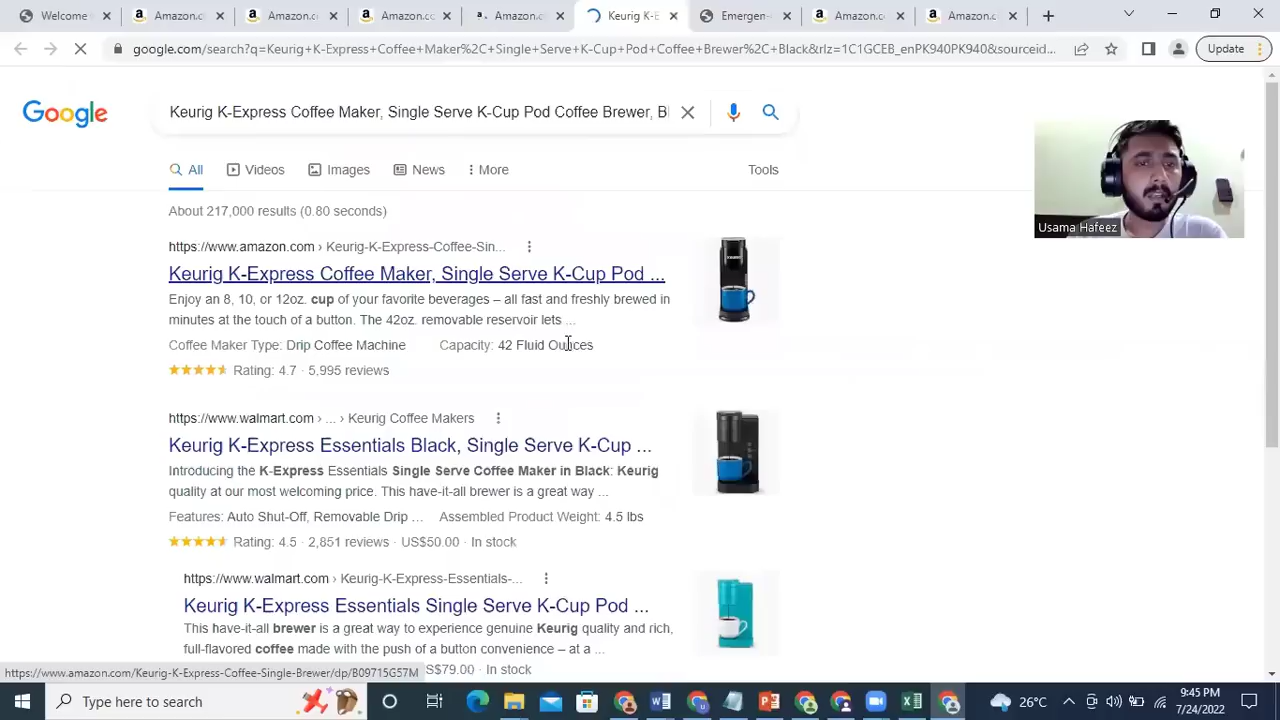 Welcome
Amazon.c
Amazon.co
Amazon.co
Amazon.c
Keurig K-E
Emergen-C
Amazon.c
Amazon.c
google.com/search?q=Keurig+K-Express+Coffee+Maker%2C+Single+Serve+K-Cup+Pod+Coffee+Brewer%2C+Black&rlz=1C1GCEB_enPK940PK940&sourceid...
Update
Google
Keurig K-Express Coffee Maker, Single Serve K-Cup Pod Coffee Brewer, Bl
All Videos Images News More Tools
About 217,000 results (0.80 seconds)
https://www.amazon.com › Keurig-K-Express-Coffee-Sin...
Keurig K-Express Coffee Maker, Single Serve K-Cup Pod ...
Enjoy an 8, 10, or 12oz. cup of your favorite beverages – all fast and freshly brewed in
minutes at the touch of a button. The 42oz. removable reservoir lets ...
Coffee Maker Type: Drip Coffee Machine Capacity: 42 Fluid Ounces
Rating: 4.7 · 5,995 reviews
Usama Hafeez
https://www.walmart.com › ... › Keurig Coffee Makers
Keurig K-Express Essentials Black, Single Serve K-Cup ...
Introducing the K-Express Essentials Single Serve Coffee Maker in Black: Keurig
quality at our most welcoming price. This have-it-all brewer is a great way ...
Features: Auto Shut-Off, Removable Drip ... Assembled Product Weight: 4.5 lbs
Rating: 4.5 · 2,851 reviews · US$50.00 · In stock
https://www.walmart.com › Keurig-K-Express-Essentials-...
Keurig K-Express Essentials Single Serve K-Cup Pod ...
This have-it-all brewer is a great way to experience genuine Keurig quality and rich,
full-flavored coffee made with the push of a button convenience – at a ...
US$79.00 · In stock
https://www.amazon.com/Keurig-K-Express-Coffee-Single-Brewer/dp/B09715G57M
Type here to search
26°C
9:45 PM
7/24/2022